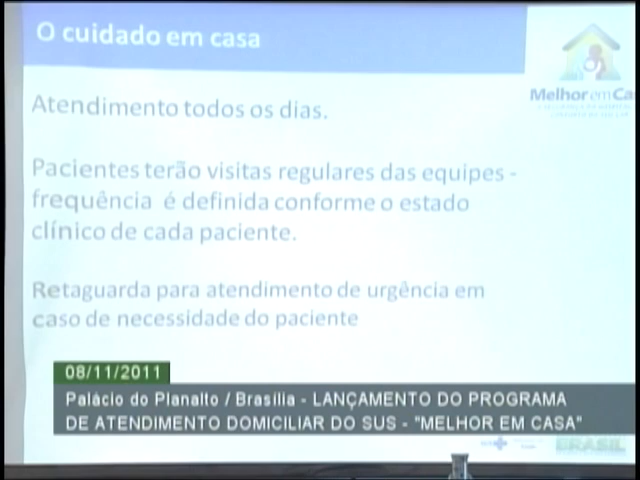 O cuidado em casa
Melhor em Ca
Atendimento todos os dias.
Pacientes terão visitas regulares das equipes -
frequência é definida conforme o estado
clínico de cada paciente.
Retaguarda para atendimento de urgência em
caso de necessidade do paciente
08/11/2011
Palácio do Planalto / Brasília - LANÇAMENTO DO PROGRAMA
DE ATENDIMENTO DOMICILIAR DO SUS - "MELHOR EM CASA"
BRASIL